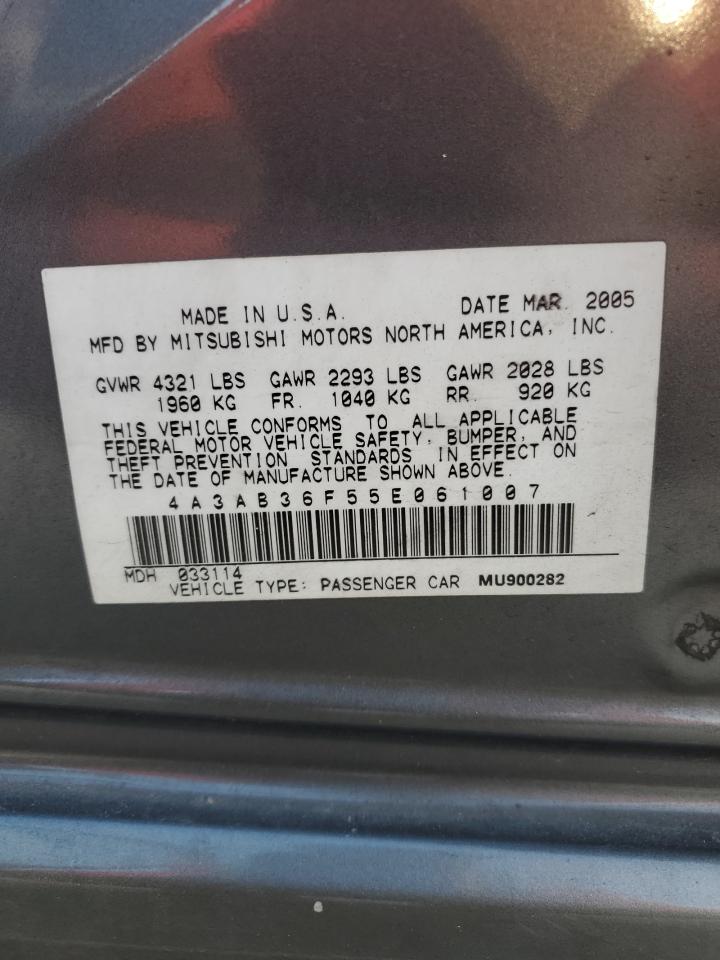 MADE IN U.S.A. DATE MAR. 2005
MFD BY MITSUBISHI MOTORS NORTH AMERICA, INC.
GVWR 4321 LBS GAWR 2293 LBS GAWR 2028 LBS
1960 KG FR. 1040 KG RR. 920 KG
THIS VEHICLE CONFORMS TO ALL APPLICABLE
FEDERAL MOTOR VEHICLE SAFETY, BUMPER, AND
THEFT PREVENTION STANDARDS IN EFFECT ON
THE DATE OF MANUFACTURE SHOWN ABOVE.
4A3AB36F55E061007
MDH 033114
VEHICLE TYPE: PASSENGER CAR MU900282